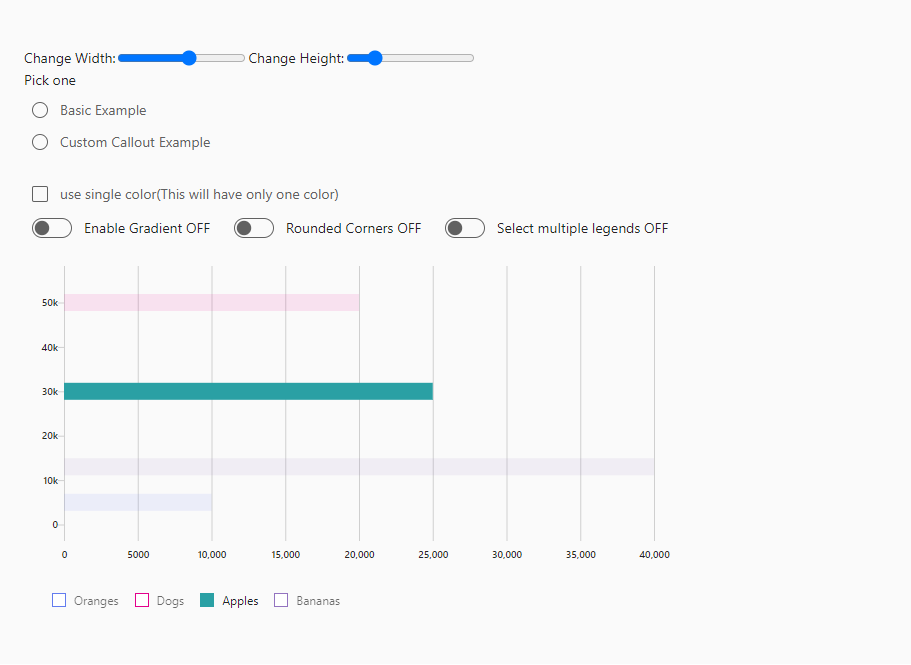 Change Width: Change Height:
Pick one
Basic Example
Custom Callout Example
use single color(This will have only one color)
Enable Gradient OFF Rounded Corners OFF Select multiple legends OFF
50k
40k
30k
20k
10k
0
0 5000 10,000 15,000 20,000 25,000 30,000 35,000 40,000
Oranges Dogs Apples Bananas